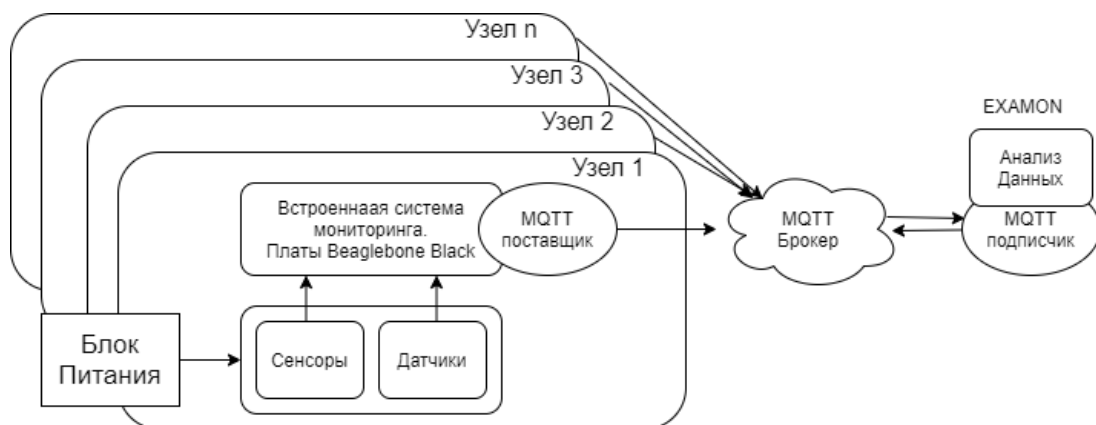 Узел n
Узел 3
Узел 2
Узел 1
EXAMON
Анализ
Данных
Встроеннаая система
мониторинга.
Платы Beaglebone Black
MQTT
поставщик
MQTT
Брокер
MQTT
подписчик
Блок
Питания
Сенсоры
Датчики